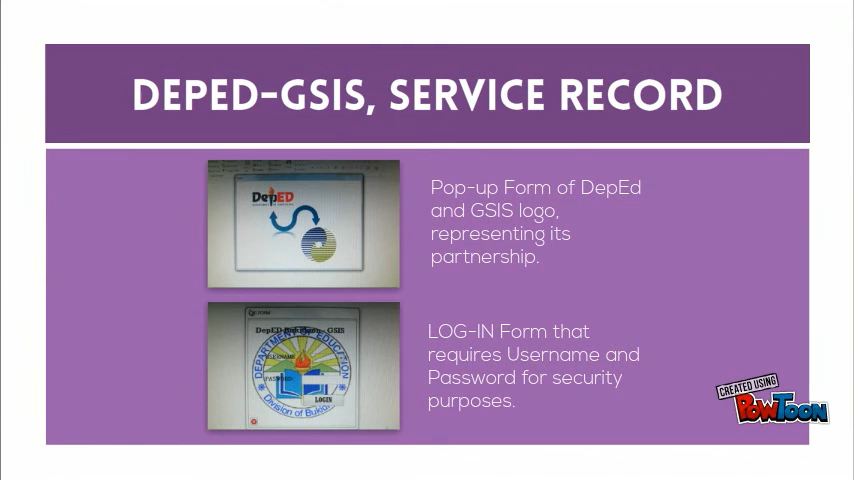 DEPED-GSIS, SERVICE RECORD
DepED
Pop-up Form of DepEd
and GSIS logo,
representing its
partnership.
DepED
GSIS
DEPARTMENT OF EDUCATION
USERNAME
PASSWORD
LOGIN
Division of
LOG-IN Form that
requires Username and
Password for security
purposes.
CREATED USING
POWTOON